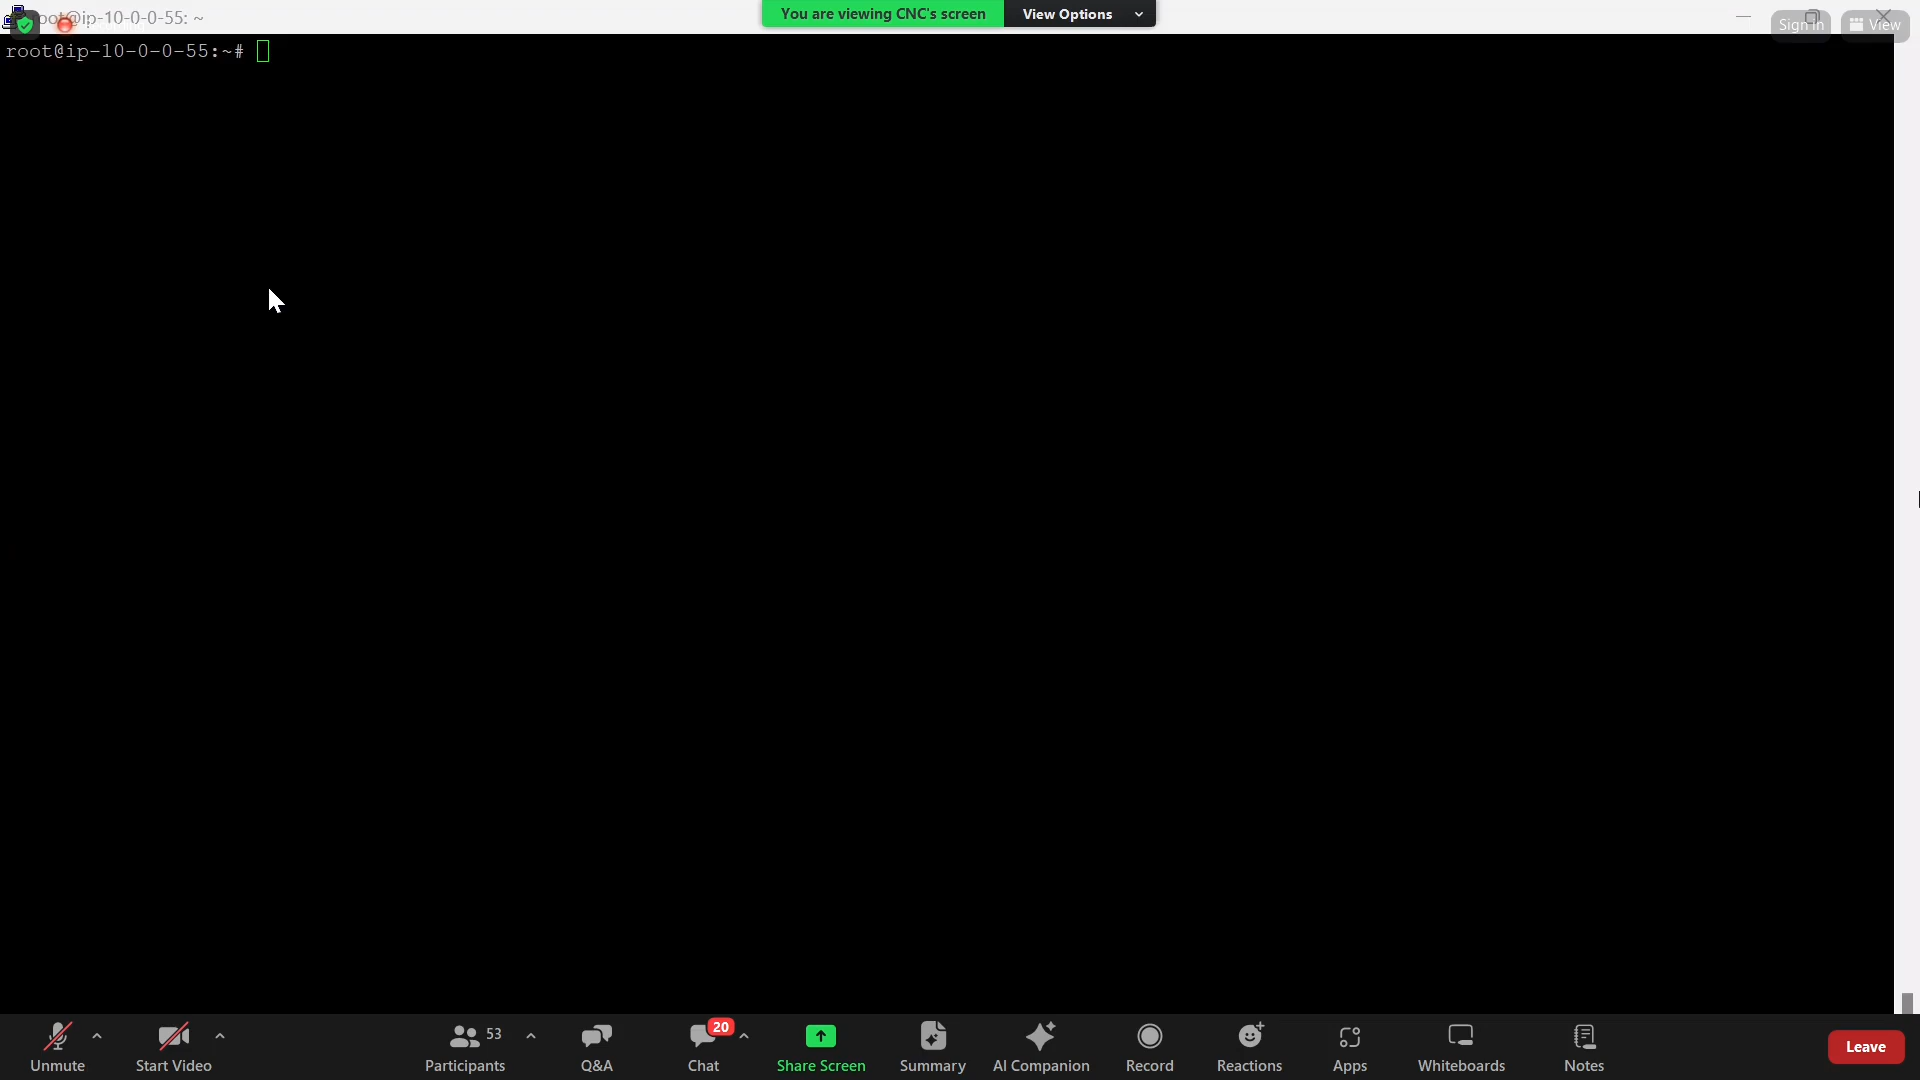 root@ip-10-0-0-55: ~
You are viewing CNC's screen
View Options
Sign in
View
root@ip-10-0-0-55:~#
Unmute
Start Video
53
Participants
Q&A
20
Chat
Share Screen
Summary
AI Companion
Record
Reactions
Apps
Whiteboards
Notes
Leave